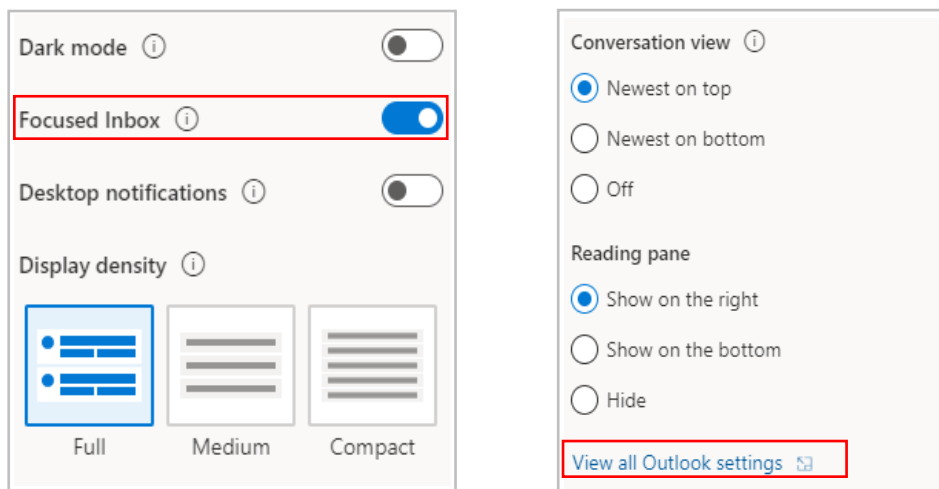 Dark mode
Focused Inbox
Desktop notifications
Display density
Full Medium Compact
Conversation view
Newest on top
Newest on bottom
Off
Reading pane
Show on the right
Show on the bottom
Hide
View all Outlook settings